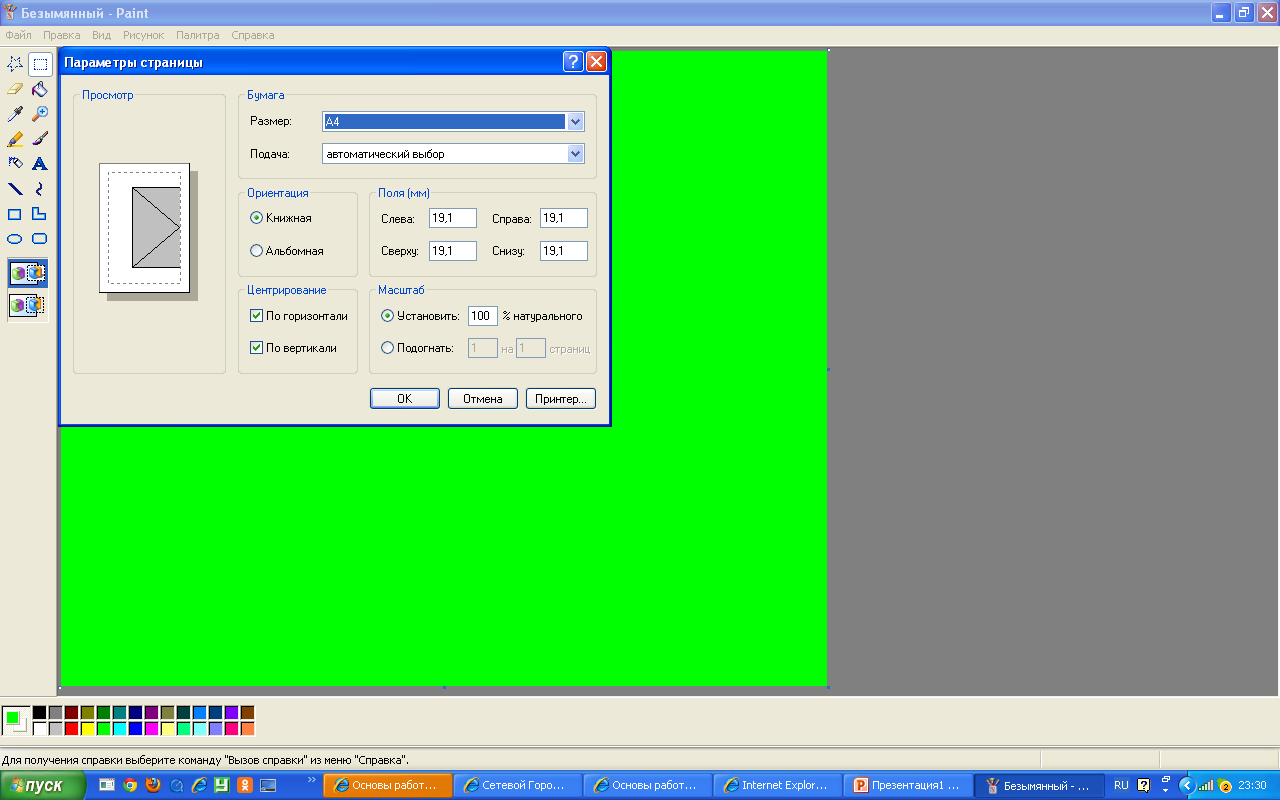 Безымянный - Paint
Файл Правка Вид Рисунок Палитра Справка
Параметры страницы
Просмотр
Бумага
Размер: A4
Подача: автоматический выбор
Ориентация
Книжная
Альбомная
Поля (мм)
Слева: 19,1 Справа: 19,1
Сверху: 19,1 Снизу: 19,1
Центрирование
По горизонтали
По вертикали
Масштаб
Установить: 100 % натурального
Подогнать: 1 на 1 страниц
OK Отмена Принтер...
Для получения справки выберите команду "Вызов справки" из меню "Справка".
пуск Основы работ... Сетевой Горо... Основы работ... Internet Explor... Презентация1 ... Безымянный - ... RU 2 23:30